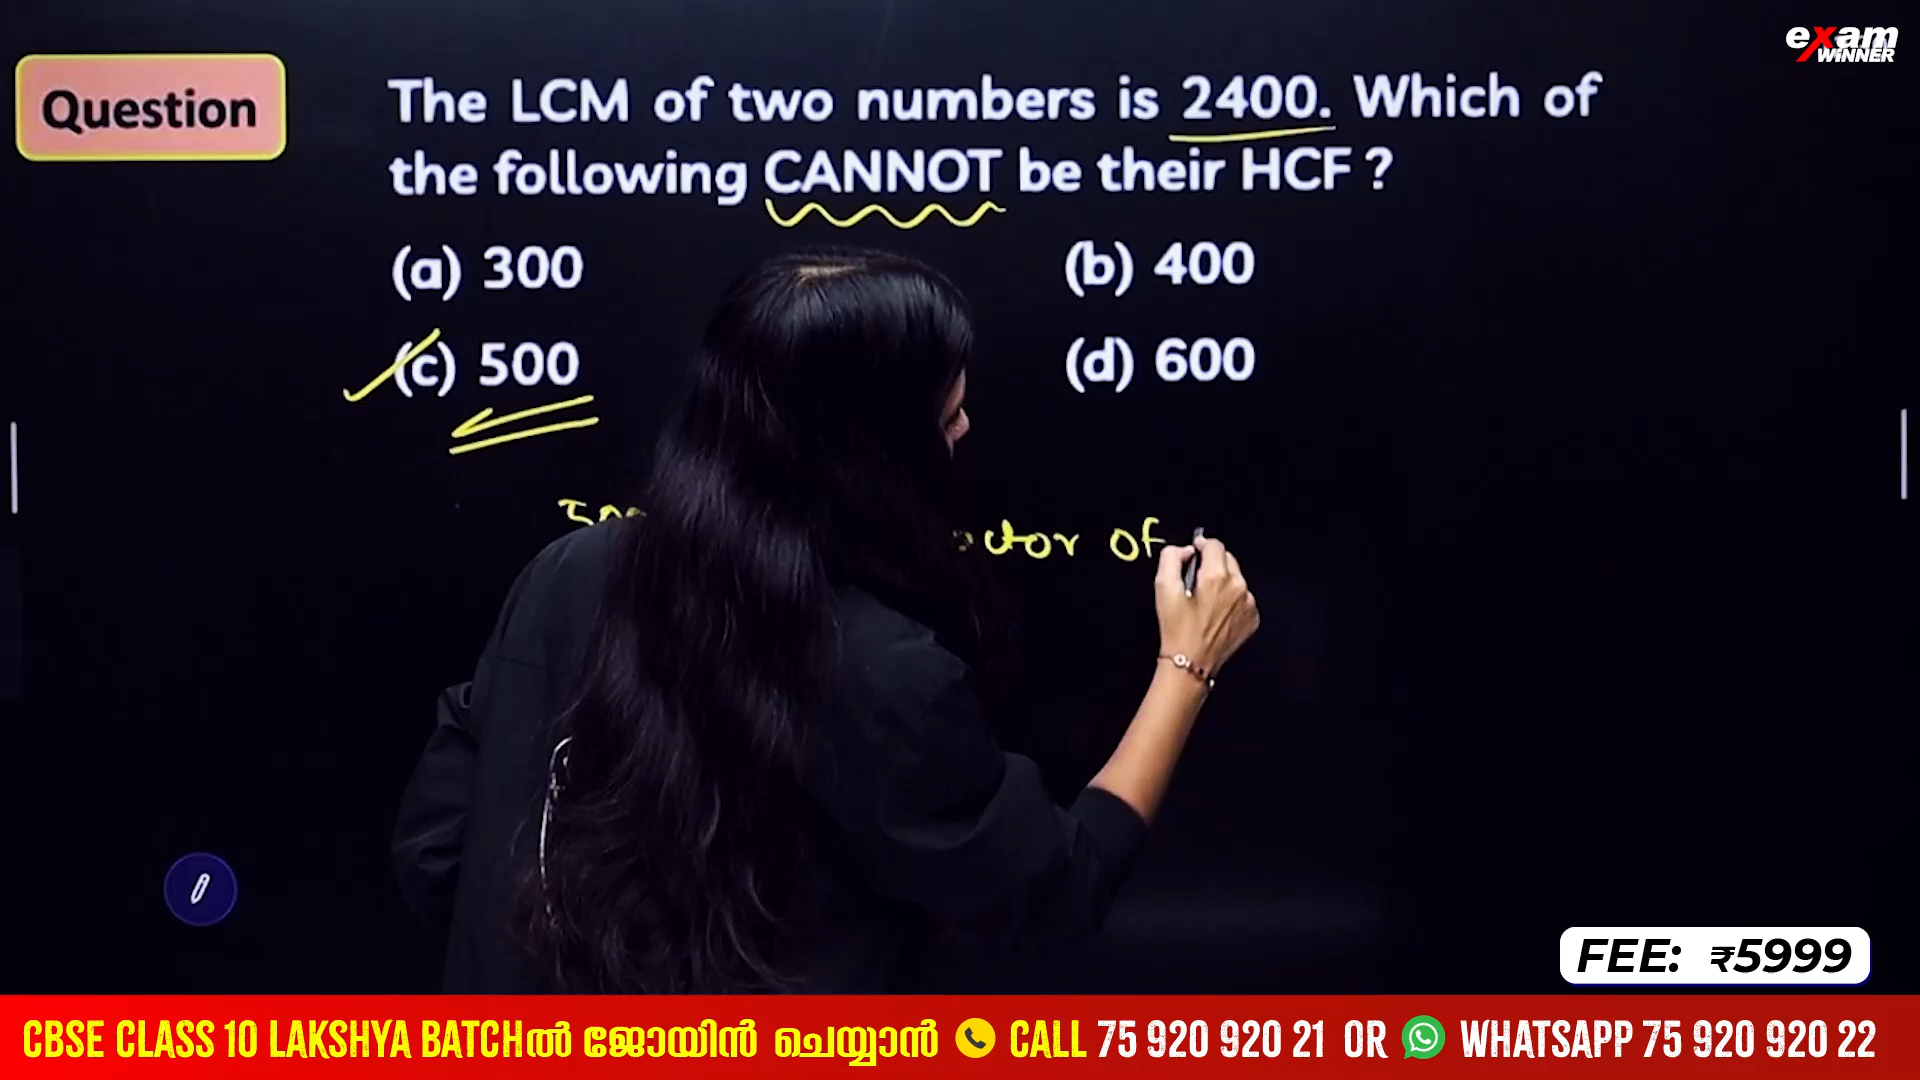 exam
WINNER
Question
The LCM of two numbers is 2400. Which of
the following CANNOT be their HCF ?
(a) 300
(b) 400
(c) 500
(d) 600
500
of
FEE: ₹5999
CBSE CLASS 10 LAKSHYA BATCHൽ ജോയിൻ ചെയ്യാൻ CALL 75 920 920 21 OR WHATSAPP 75 920 920 22